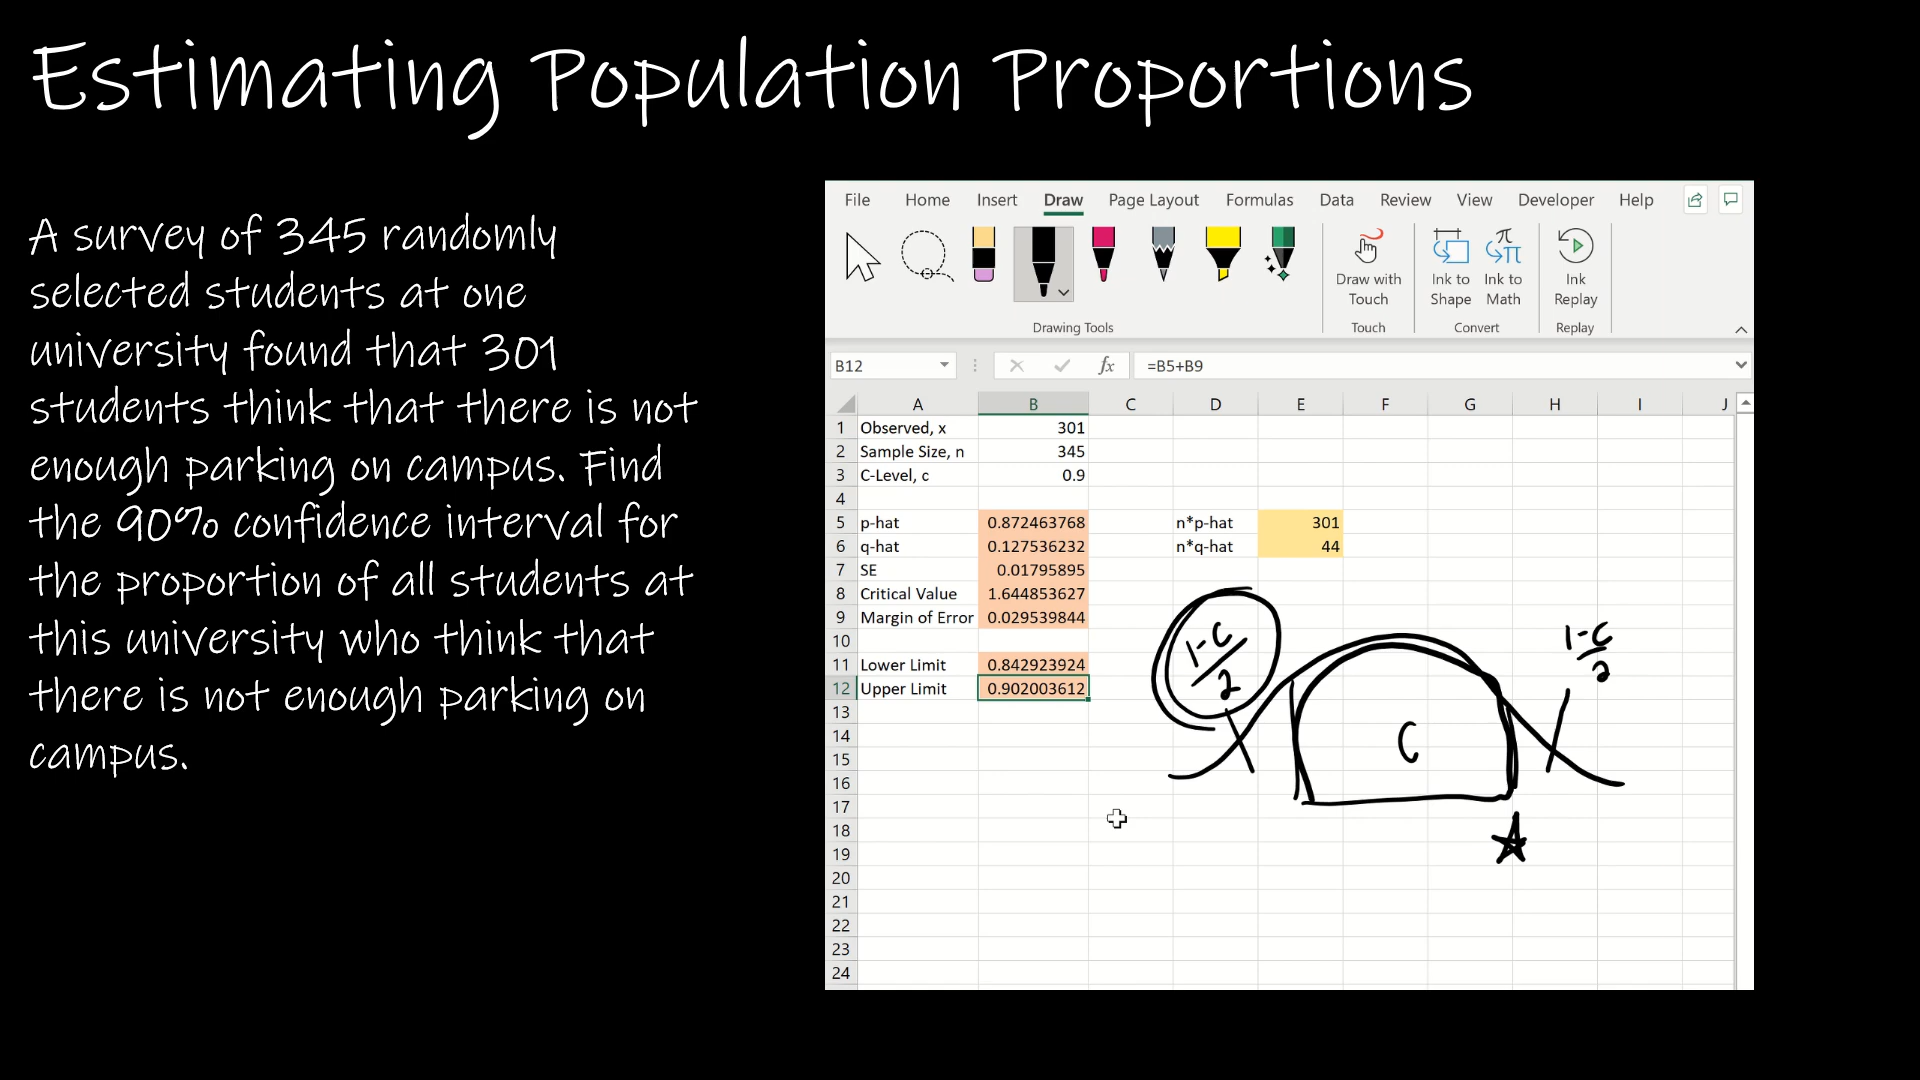 Estimating Population Proportions
A survey of 345 randomly
selected students at one
university found that 301
students think that there is not
enough parking on campus. Find
the 90% confidence interval for
the proportion of all students at
this university who think that
there is not enough parking on
campus.
File Home Insert Draw Page Layout Formulas Data Review View Developer Help
Draw with Touch
Ink to Shape
Ink to Math
Ink Replay
Drawing Tools Touch Convert Replay
B12 fx =B5+B9
A B C D E F G H I J
1 Observed, x 301
2 Sample Size, n 345
3 C-Level, c 0.9
4
5 p-hat 0.872463768 n*p-hat 301
6 q-hat 0.127536232 n*q-hat 44
7 SE 0.01795895
8 Critical Value 1.644853627
9 Margin of Error 0.029539844
10
11 Lower Limit 0.842923924
12 Upper Limit 0.902003612
13
14
15
16
17
18
19
20
21
22
23
24
1-C
2
C
1-C
2